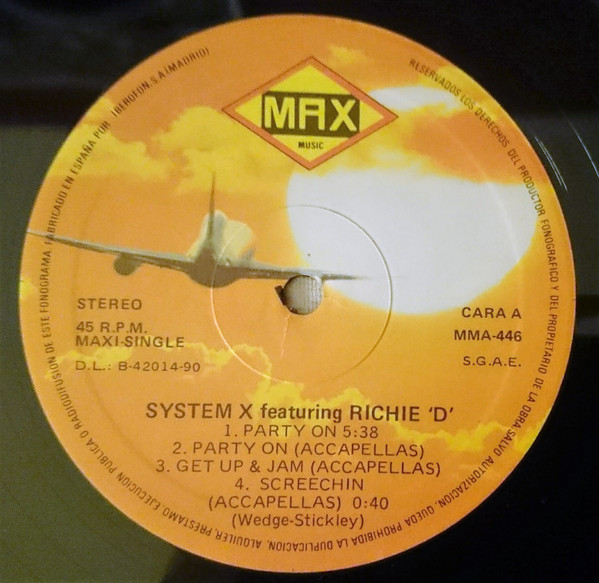 MAX
MUSIC
STEREO
45 R.P.M.
MAXI-SINGLE
D.L.: B-42014-90
CARA A
MMA-446
S.G.A.E.
SYSTEM X featuring RICHIE 'D'
1. PARTY ON 5:38
2. PARTY ON (ACCAPELLAS)
3. GET UP & JAM (ACCAPELLAS)
4. SCREECHIN
(ACCAPELLAS) 0:40
(Wedge-Stickley)
RESERVADOS LOS DERECHOS DEL PRODUCTOR FONOGRAFICO Y DEL PROPIETARIO DE LA OBRA. SALVO AUTORIZACION, QUEDA PROHIBIDA LA DUPLICACION, ALQUILER, PRESTAMO, EJECUCION PUBLICA O RADIODIFUSION DE ESTE FONOGRAMA. FABRICADO EN ESPAÑA POR IBEROFON, S.A. (MADRID)